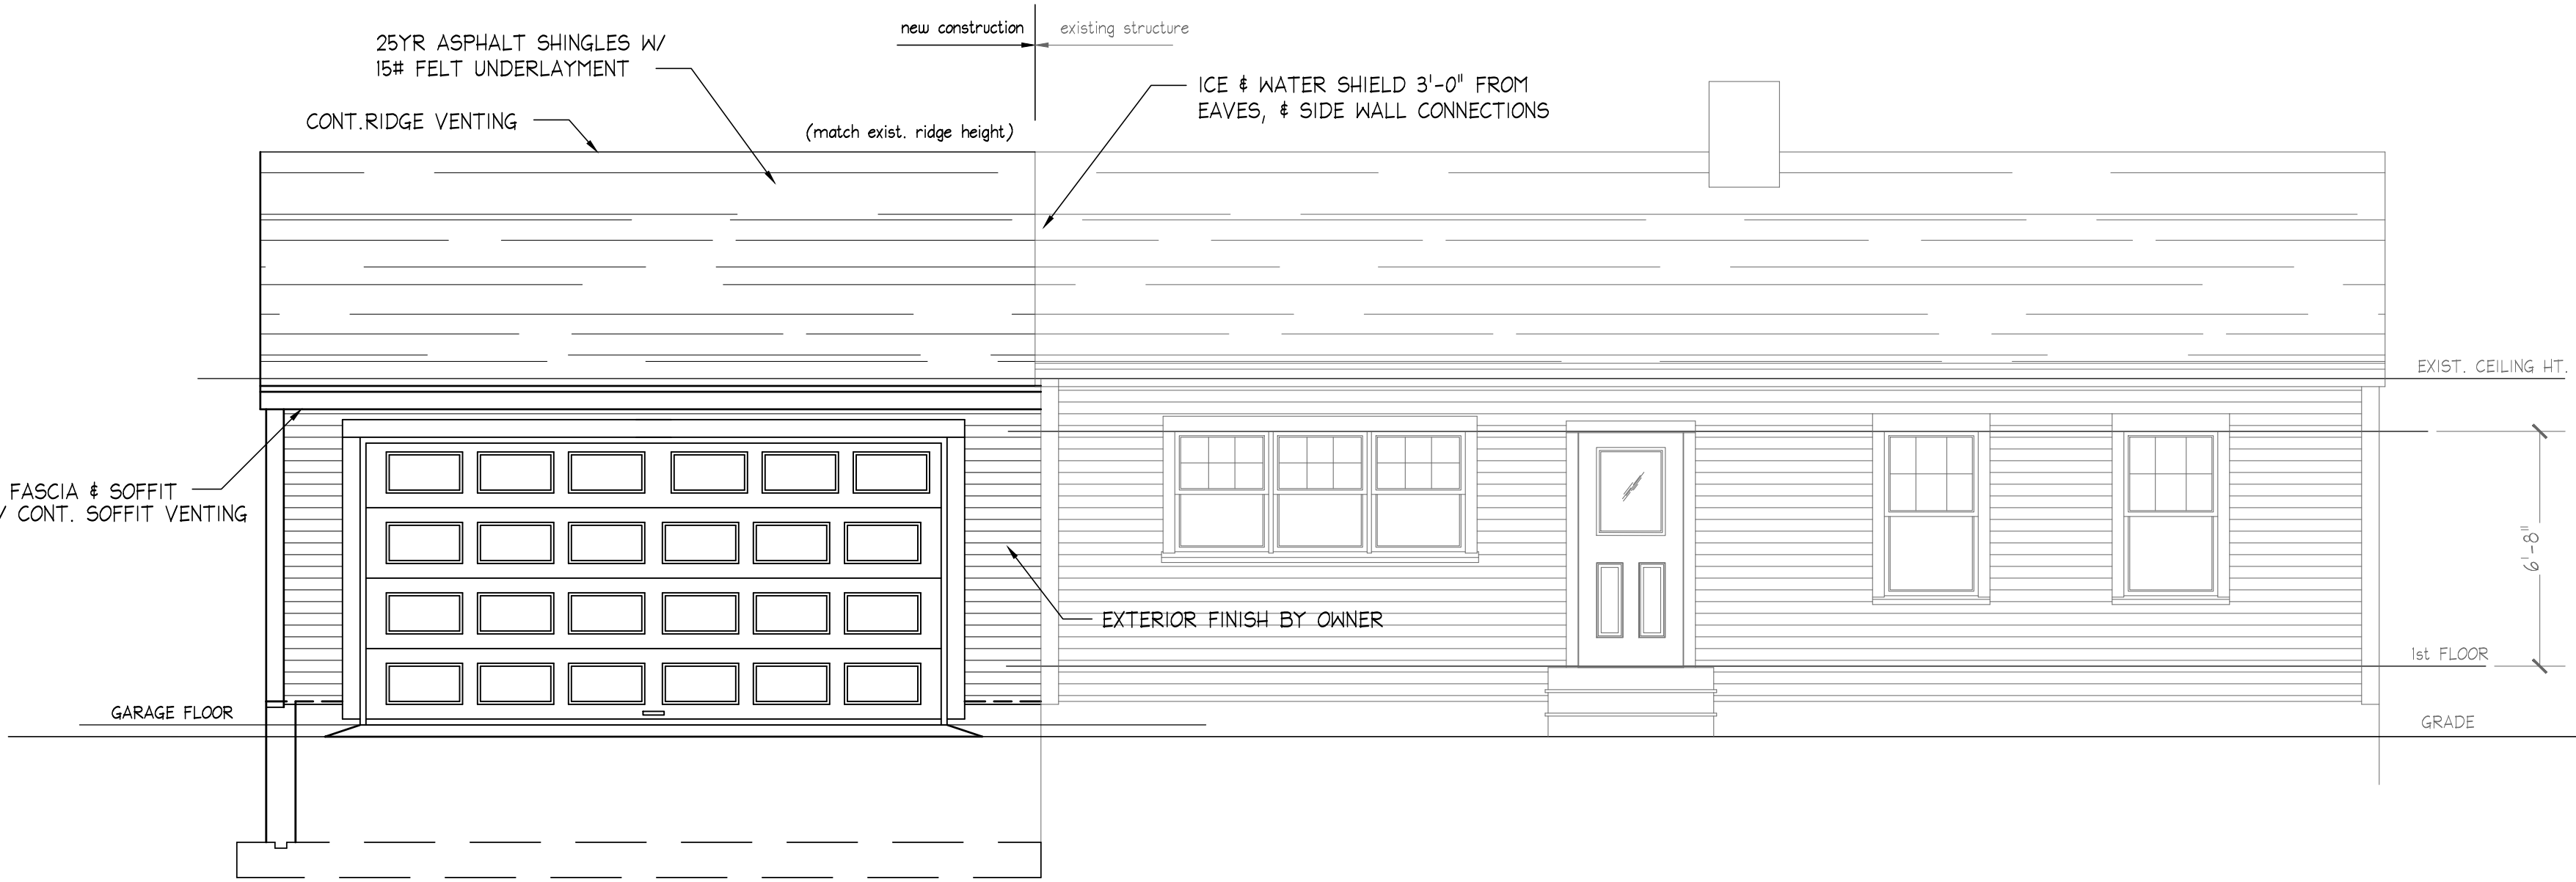 new construction
existing structure
25YR ASPHALT SHINGLES W/
15# FELT UNDERLAYMENT
ICE & WATER SHIELD 3'-0" FROM
EAVES, & SIDE WALL CONNECTIONS
CONT.RIDGE VENTING
(match exist. ridge height)
EXIST. CEILING HT.
FASCIA & SOFFIT
/ CONT. SOFFIT VENTING
6'-8"
EXTERIOR FINISH BY OWNER
1st FLOOR
GARAGE FLOOR
GRADE